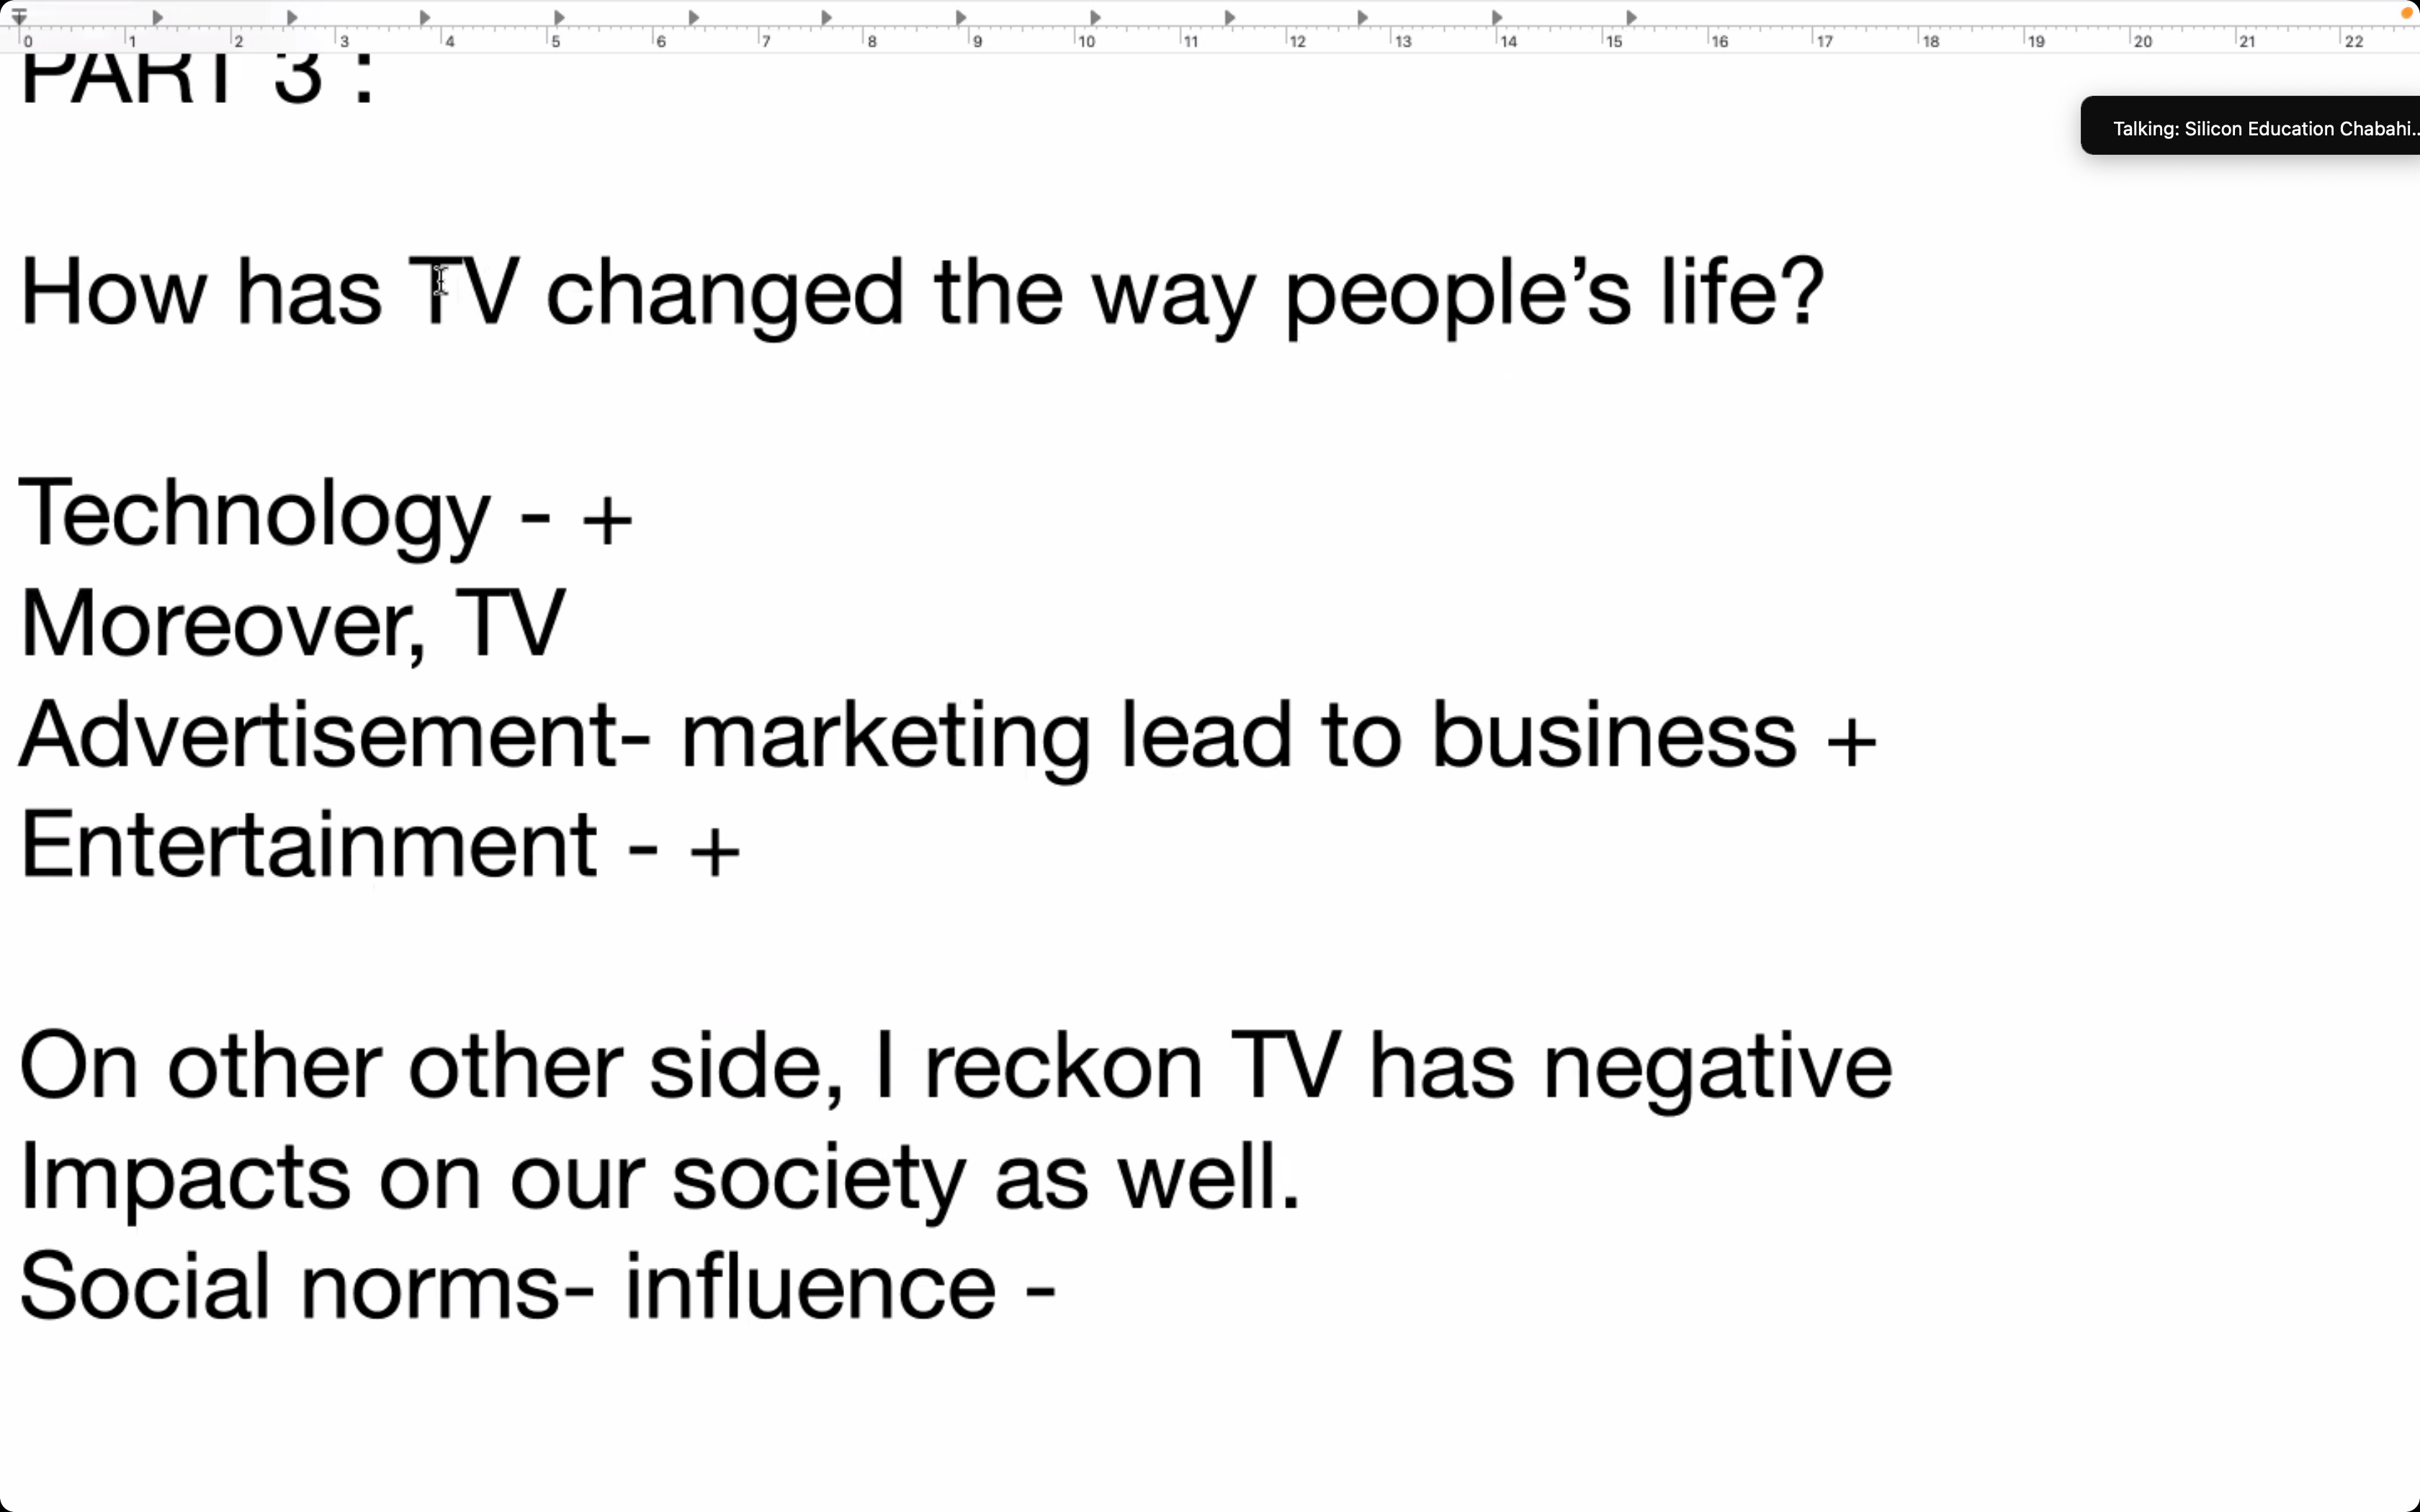 0 1 2 3 4 5 6 7 8 9 10 11 12 13 14 15 16 17 18 19 20 21 22
PART 3 :
Talking: Silicon Education Chabahi...
How has TV changed the way people’s life?
Technology - +
Moreover, TV
Advertisement- marketing lead to business +
Entertainment - +
On other other side, I reckon TV has negative
Impacts on our society as well.
Social norms- influence -